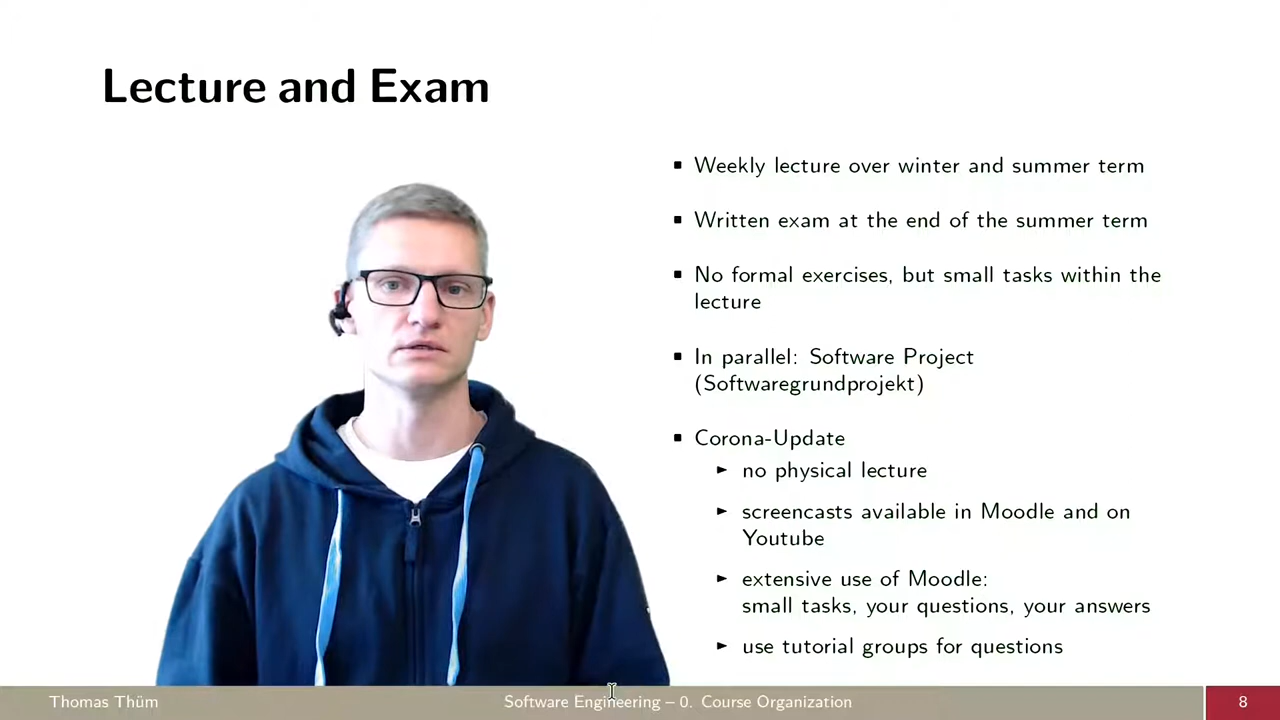 Lecture and Exam
▪ Weekly lecture over winter and summer term
▪ Written exam at the end of the summer term
▪ No formal exercises, but small tasks within the
lecture
▪ In parallel: Software Project
(Softwaregrundprojekt)
▪ Corona-Update
► no physical lecture
► screencasts available in Moodle and on
Youtube
► extensive use of Moodle:
small tasks, your questions, your answers
► use tutorial groups for questions
Thomas Thüm
Software Engineering – 0. Course Organization
8